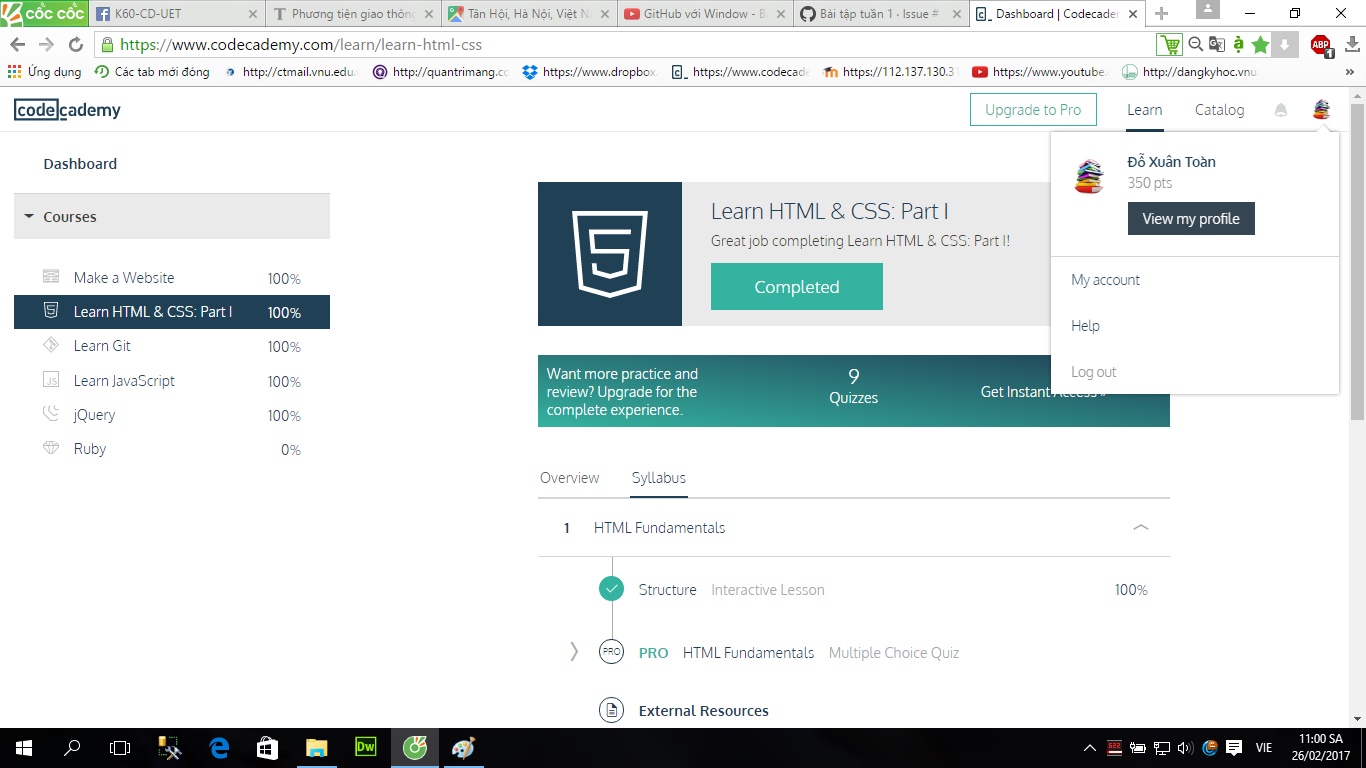 cốc cốc
K60-CD-UET
Phương tiện giao thông
Tân Hội, Hà Nội, Việt N
GitHub với Window - B
Bài tập tuần 1 · Issue #
Dashboard | Codecade
https://www.codecademy.com/learn/learn-html-css
ABP
1
Ứng dụng
Các tab mới đóng
http://ctmail.vnu.edu.
http://quantrimang.co
https://www.dropbox.
https://www.codecade
https://112.137.130.3
https://www.youtube.
http://dangkyhoc.vnu.
»
codecademy
Upgrade to Pro
Learn
Catalog
Dashboard
Courses
Make a Website 100%
Learn HTML & CSS: Part I 100%
Learn Git 100%
JS Learn JavaScript 100%
jQuery 100%
Ruby 0%
Learn HTML & CSS: Part I
Great job completing Learn HTML & CSS: Part I!
Completed
Đỗ Xuân Toàn
350 pts
View my profile
My account
Help
Log out
Want more practice and
review? Upgrade for the
complete experience.
9
Quizzes
Get Instant Access »
Overview Syllabus
1 HTML Fundamentals
Structure Interactive Lesson 100%
PRO PRO HTML Fundamentals Multiple Choice Quiz
External Resources
Dw
VIE
11:00 SA
26/02/2017